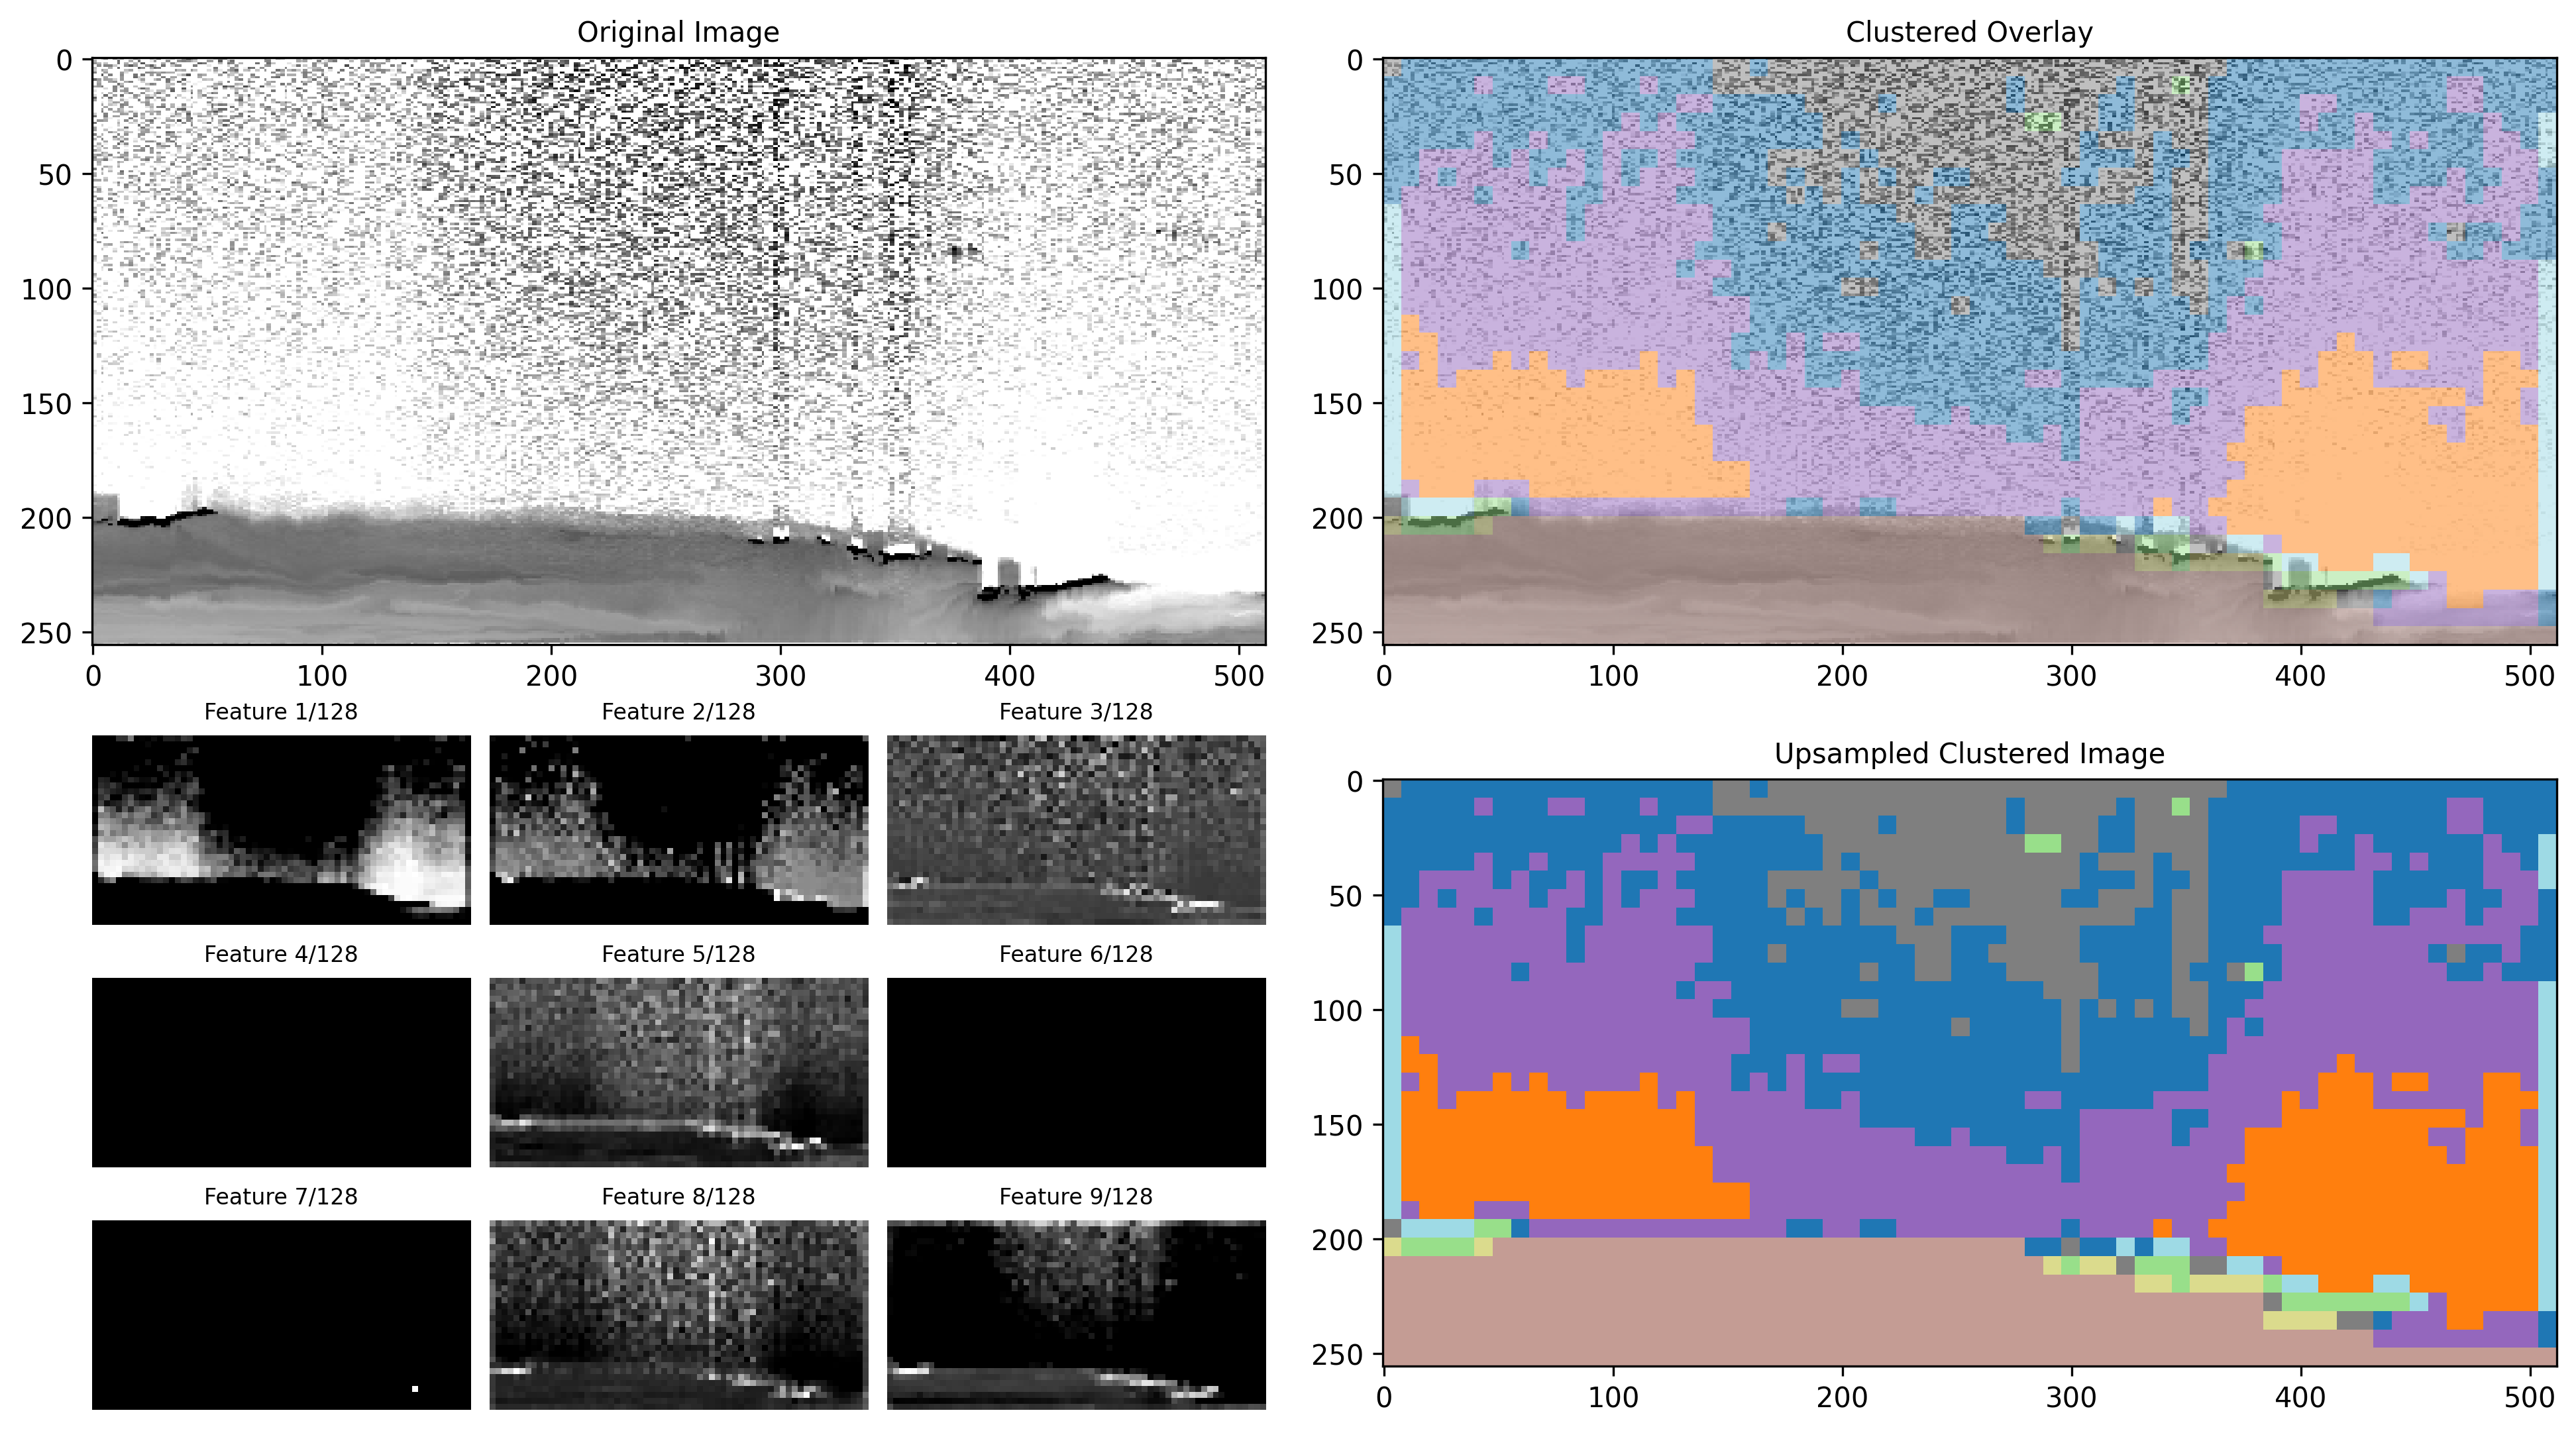 Original Image
0
50
100
150
200
250
0 100 200 300 400 500
Clustered Overlay
0
50
100
150
200
250
0 100 200 300 400 500
Feature 1/128 Feature 2/128 Feature 3/128
Feature 4/128 Feature 5/128 Feature 6/128
Feature 7/128 Feature 8/128 Feature 9/128
Upsampled Clustered Image
0
50
100
150
200
250
0 100 200 300 400 500